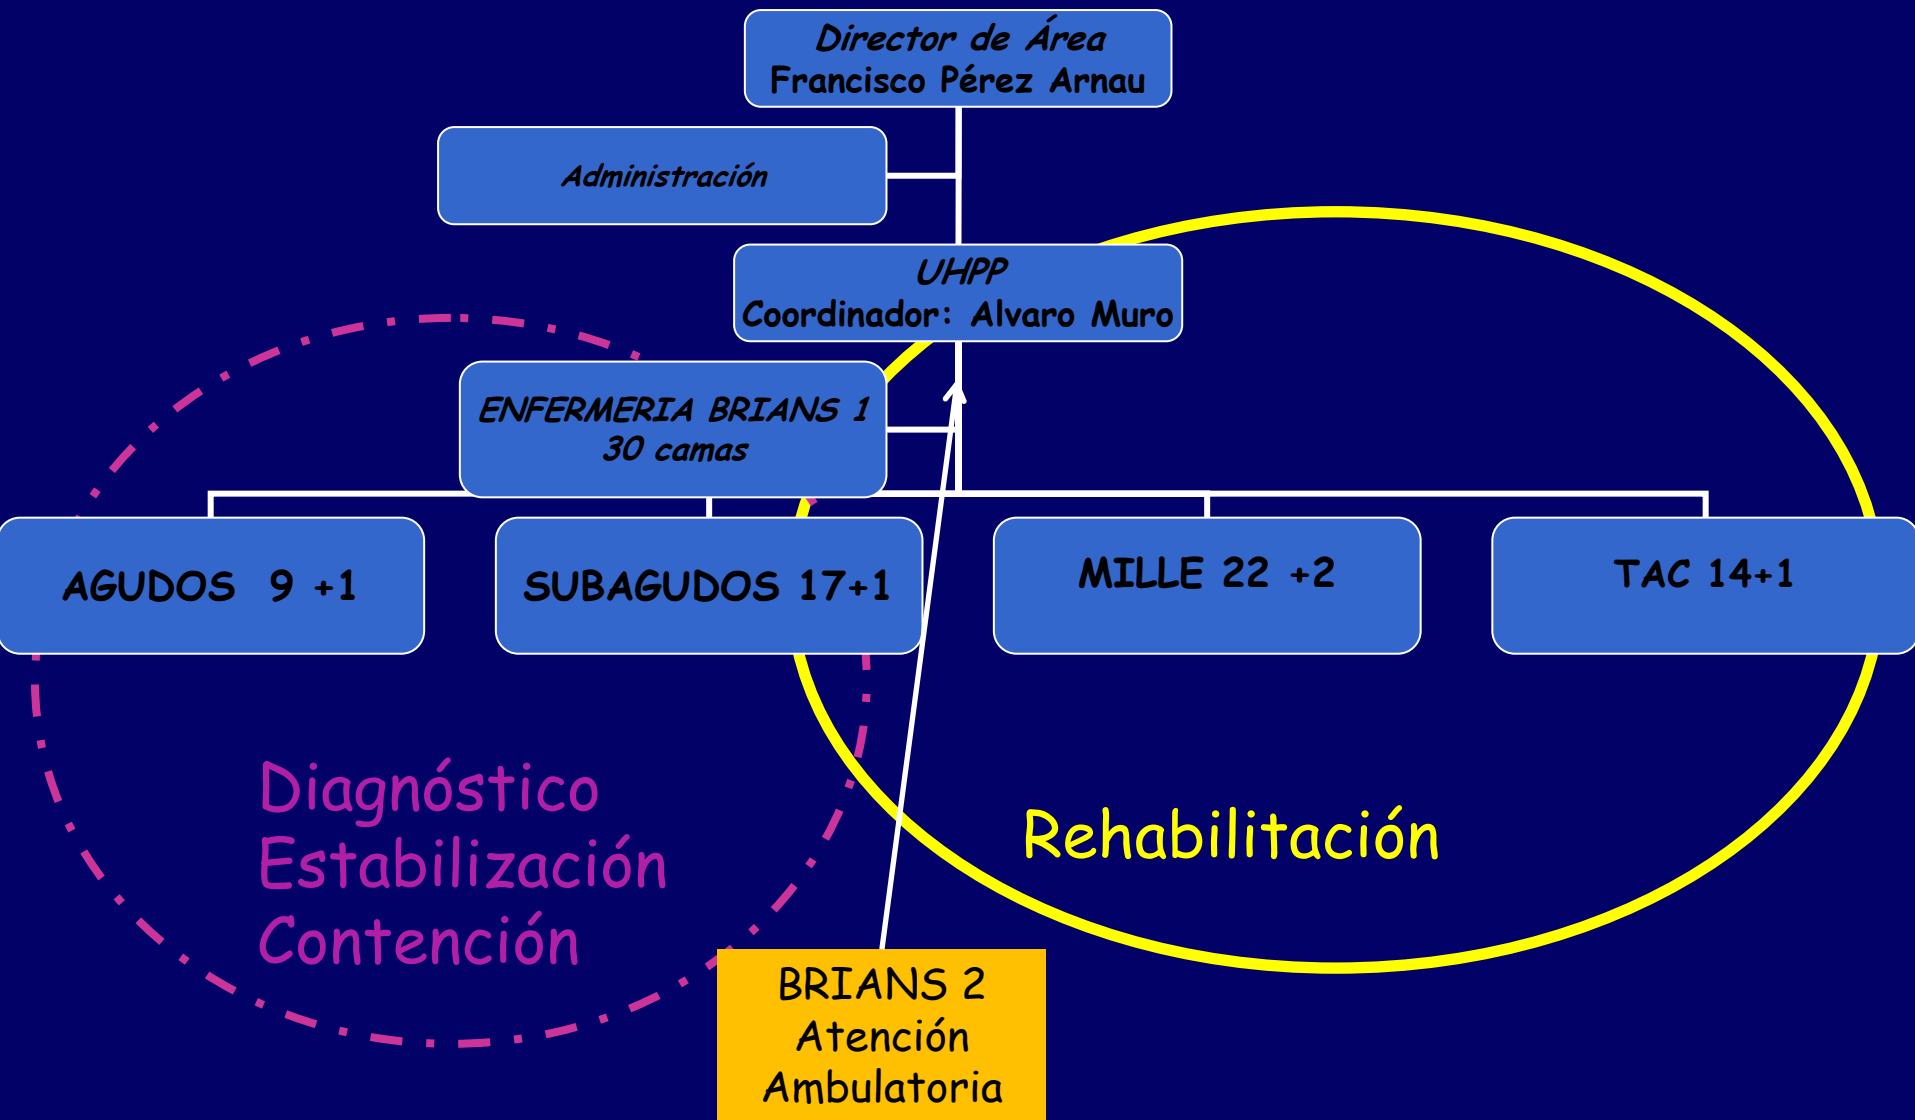 Director de Área
Francisco Pérez Arnau
Administración
UHPP
Coordinador: Alvaro Muro
ENFERMERIA BRIANS 1
30 camas
AGUDOS 9 +1
SUBAGUDOS 17+1
MILLE 22 +2
TAC 14+1
Diagnóstico
Estabilización
Contención
Rehabilitación
BRIANS 2
Atención
Ambulatoria